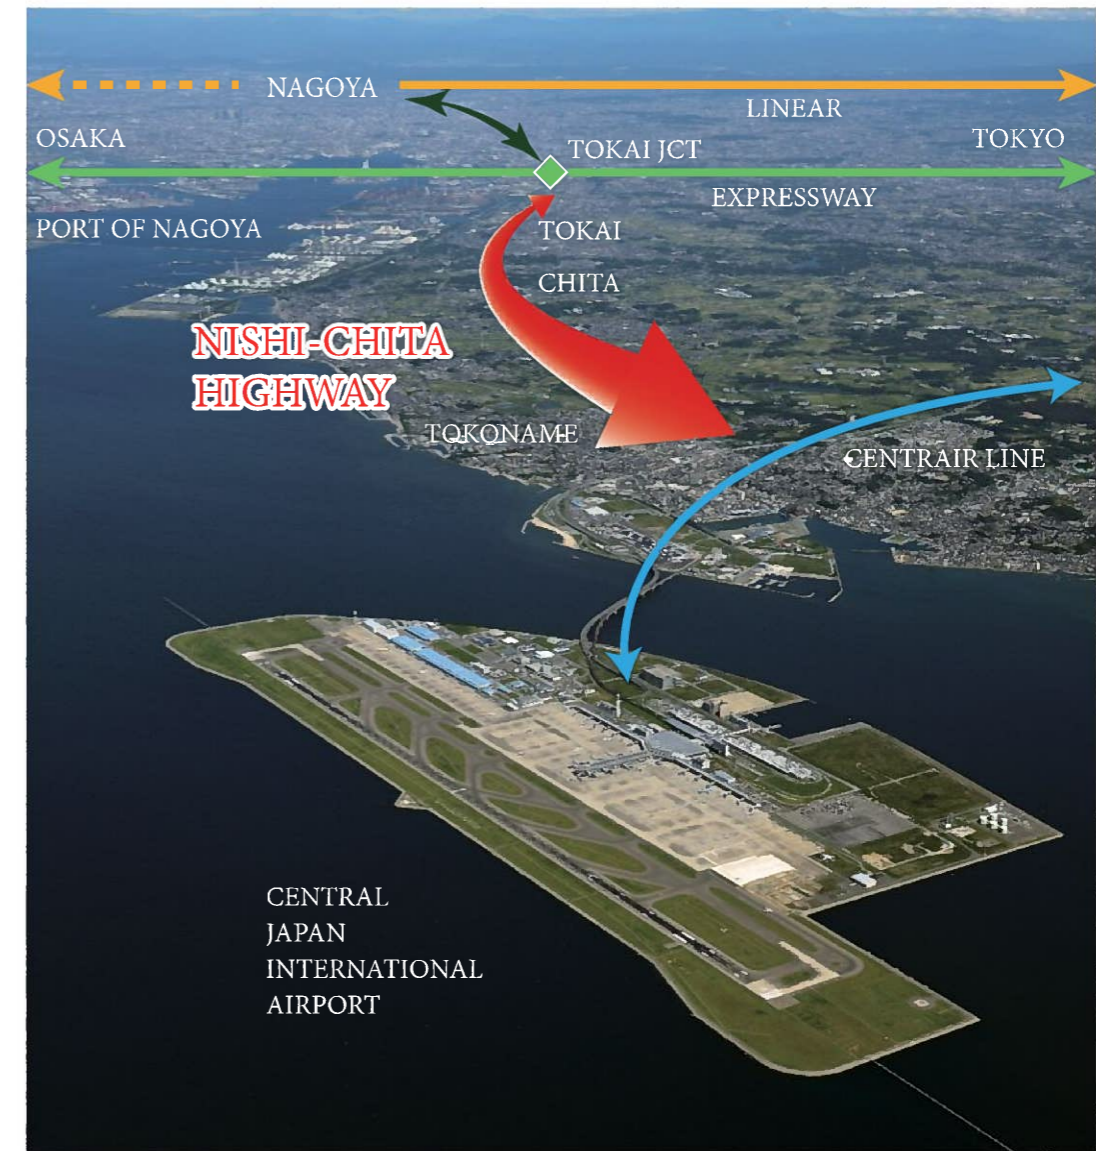 NAGOYA
LINEAR
OSAKA
TOKAI JCT
TOKYO
EXPRESSWAY
PORT OF NAGOYA
TOKAI
CHITA
NISHI-CHITA
HIGHWAY
TOKONAME
CENTRAIR LINE
CENTRAL
JAPAN
INTERNATIONAL
AIRPORT